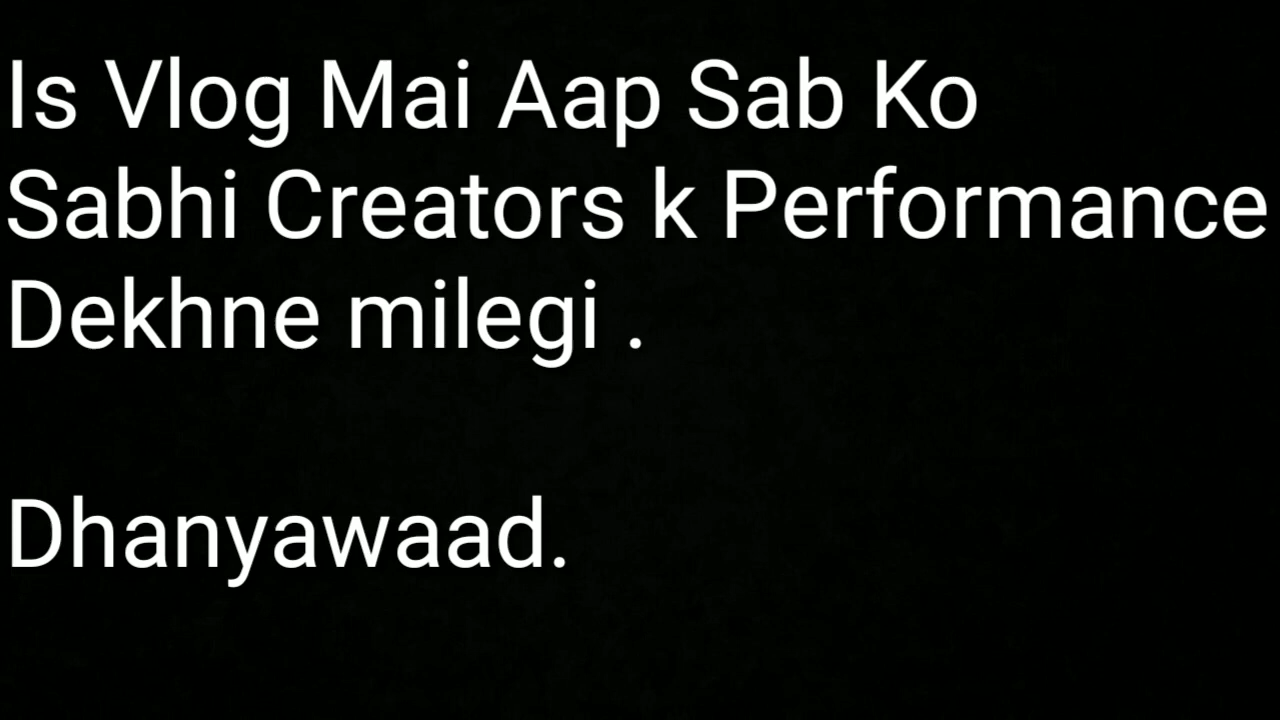 Is Vlog Mai Aap Sab Ko
Sabhi Creators k Performance
Dekhne milegi .
Dhanyawaad.